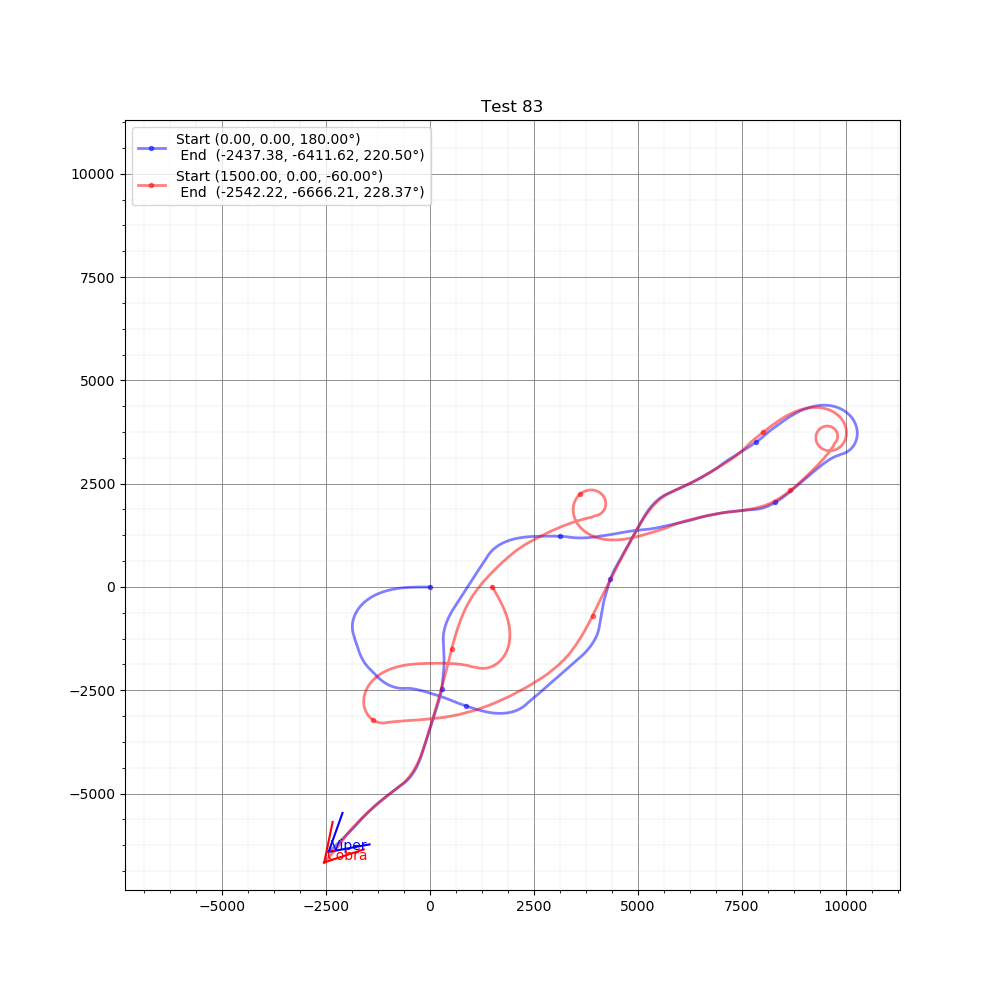 Test 83
Start (0.00, 0.00, 180.00°)
End (-2437.38, -6411.62, 220.50°)
Start (1500.00, 0.00, -60.00°)
End (-2542.22, -6666.21, 228.37°)
10000
7500
5000
2500
0
−2500
−5000
Viper
Cobra
−5000
−2500
0
2500
5000
7500
10000